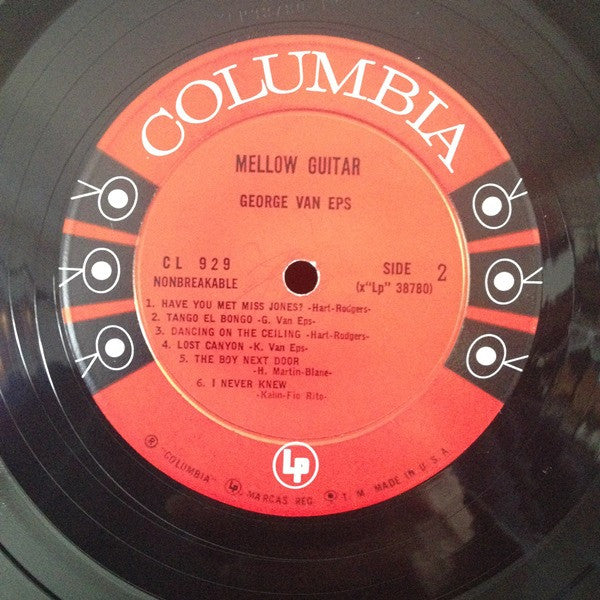 COLUMBIA
MELLOW GUITAR
GEORGE VAN EPS
CL 929
NONBREAKABLE
SIDE 2
(x"Lp" 38780)
1. HAVE YOU MET MISS JONES? -Hart-Rodgers-
2. TANGO EL BONGO -G. Van Eps-
3. DANCING ON THE CEILING -Hart-Rodgers-
4. LOST CANYON -K. Van Eps-
5. THE BOY NEXT DOOR
-H. Martin-Blane-
6. I NEVER KNEW
-Kahn-Fio Rito-
Lp
® "COLUMBIA" Lp MARCAS REG. T. M. MADE IN U.S.A.